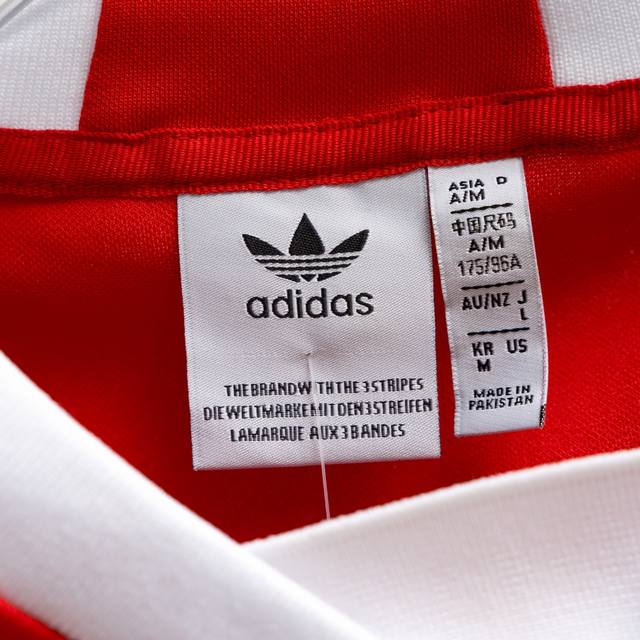 adidas
THE BRAND WITH THE 3 STRIPES
DIE WELTMARKE MIT DEN 3 STREIFEN
LA MARQUE AUX 3 BANDES
ASIA D
A/M
中国尺码
A/M
175/96A
AU/NZ J
L
KR US
M
MADE IN
PAKISTAN